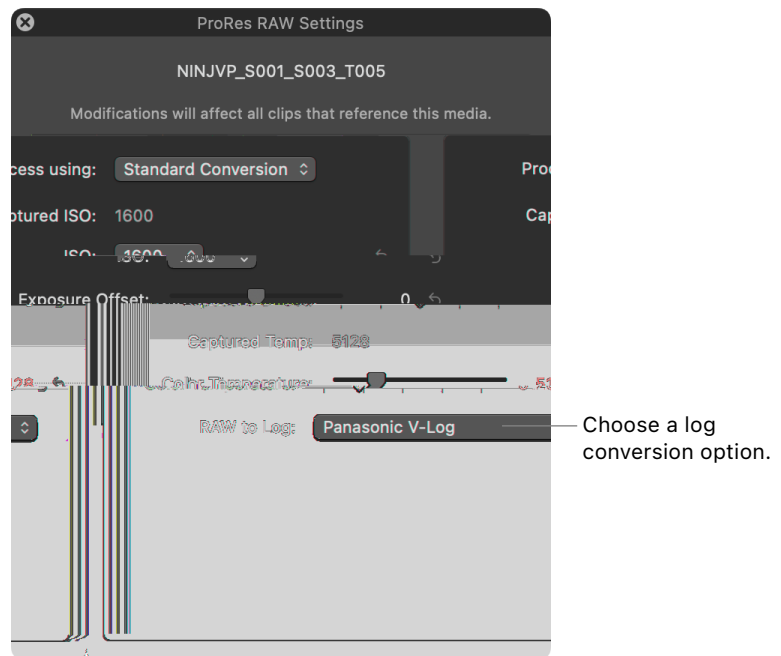 ProRes RAW Settings
NINJVP_S001_S003_T005
Modifications will affect all clips that reference this media.
cess using: Standard Conversion
Proc
ptured ISO: 1600
Cap
ISO: 1600
Exposure Offset: 0
Captured Temp: 5128
Color Temperature:
RAW to Log: Panasonic V-Log
Choose a log
conversion option.